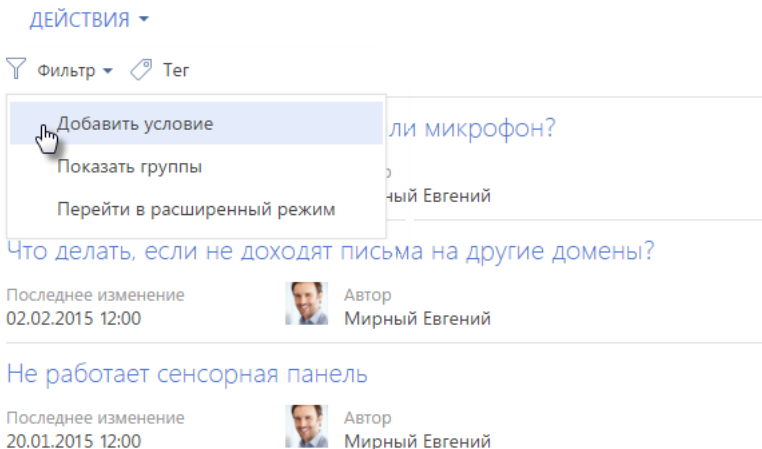 ДЕЙСТВИЯ
Фильтр Тег
Добавить условие
ли микрофон?
Показать группы
ный Евгений
Перейти в расширенный режим
Что делать, если не доходят письма на другие домены?
Последнее изменение Автор
02.02.2015 12:00 Мирный Евгений
Не работает сенсорная панель
Последнее изменение Автор
20.01.2015 12:00 Мирный Евгений